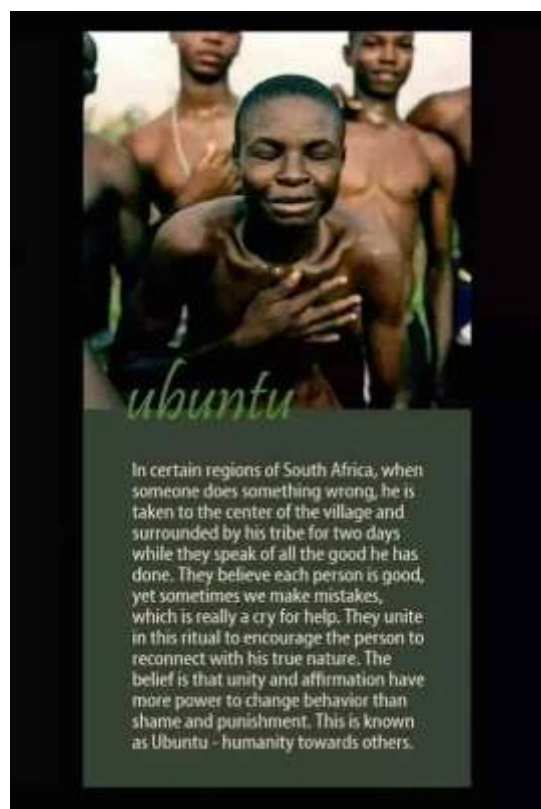 ubuntu
In certain regions of South Africa, when
someone does something wrong, he is
taken to the center of the village and
surrounded by his tribe for two days
while they speak of all the good he has
done. They believe each person is good,
yet sometimes we make mistakes,
which is really a cry for help. They unite
in this ritual to encourage the person to
reconnect with his true nature. The
belief is that unity and affirmation have
more power to change behavior than
shame and punishment. This is known
as Ubuntu - humanity towards others.